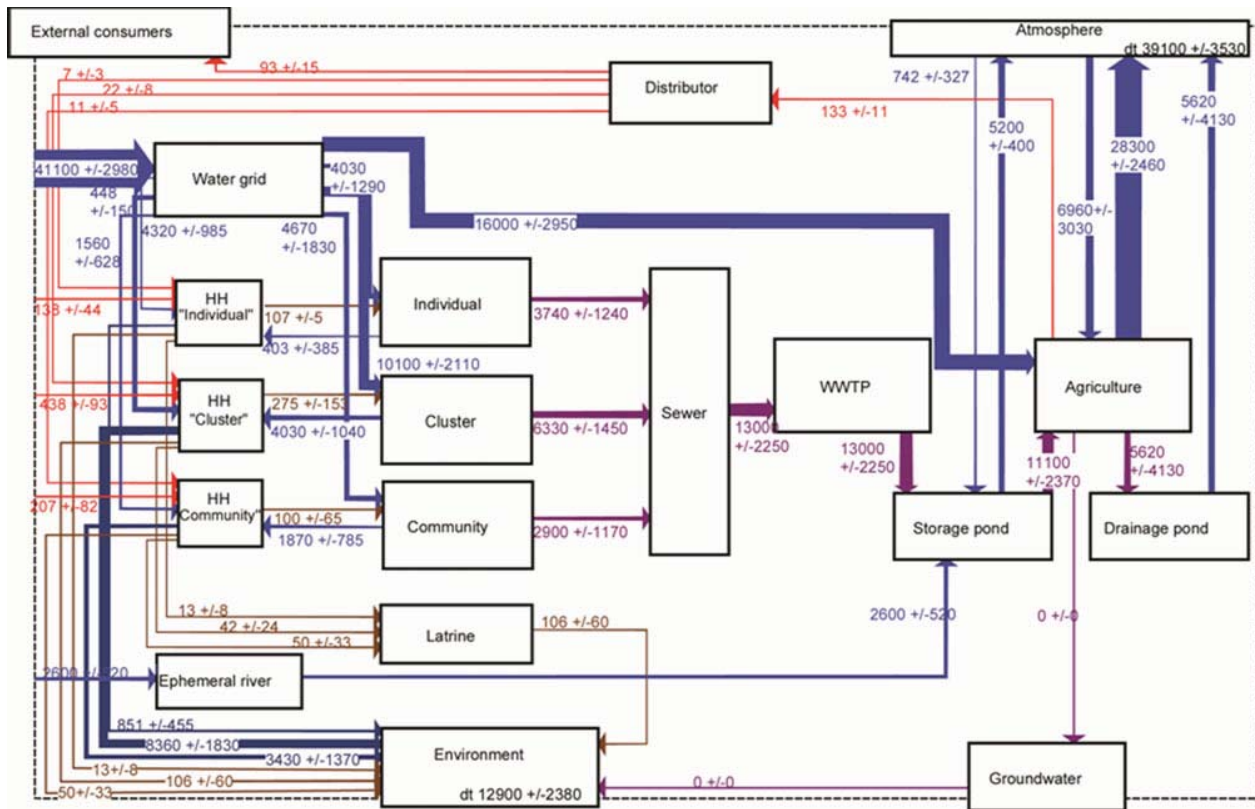 External consumers
Atmosphere
dt 39100 +/-3530
7 +/-3
93 +/-15
22 +/-8
11 +/-5
Distributor
742 +/-327
133 +/-11
5200
+/-400
28300
+/-2460
5620
+/-4130
41100 +/-2980
448
+/-150
Water grid
4030
+/-1290
4320 +/-985
4670
+/-1830
16000 +/-2950
6960+/-
3030
1560
+/-628
138 +/-44
HH
"Individual"
107 +/-5
403 +/-385
Individual
3740 +/-1240
10100 +/-2110
438 +/-93
HH
"Cluster"
275 +/-153
4030 +/-1040
Cluster
6330 +/-1450
Sewer
13000
+/-2250
WWTP
13000
+/-2250
Agriculture
11100
+/-2370
5620
+/-4130
207 +/-82
HH
Community"
100 +/-65
1870 +/-785
Community
2900 +/-1170
Storage pond
Drainage pond
13 +/-8
42 +/-24
50 +/-33
Latrine
106 +/-60
2600 +/-520
0 +/-0
Ephemeral river
851 +/-455
8360 +/-1830
3430 +/-1370
13+/-8
106 +/-60
50+/-33
Environment
dt 12900 +/-2380
0 +/-0
Groundwater